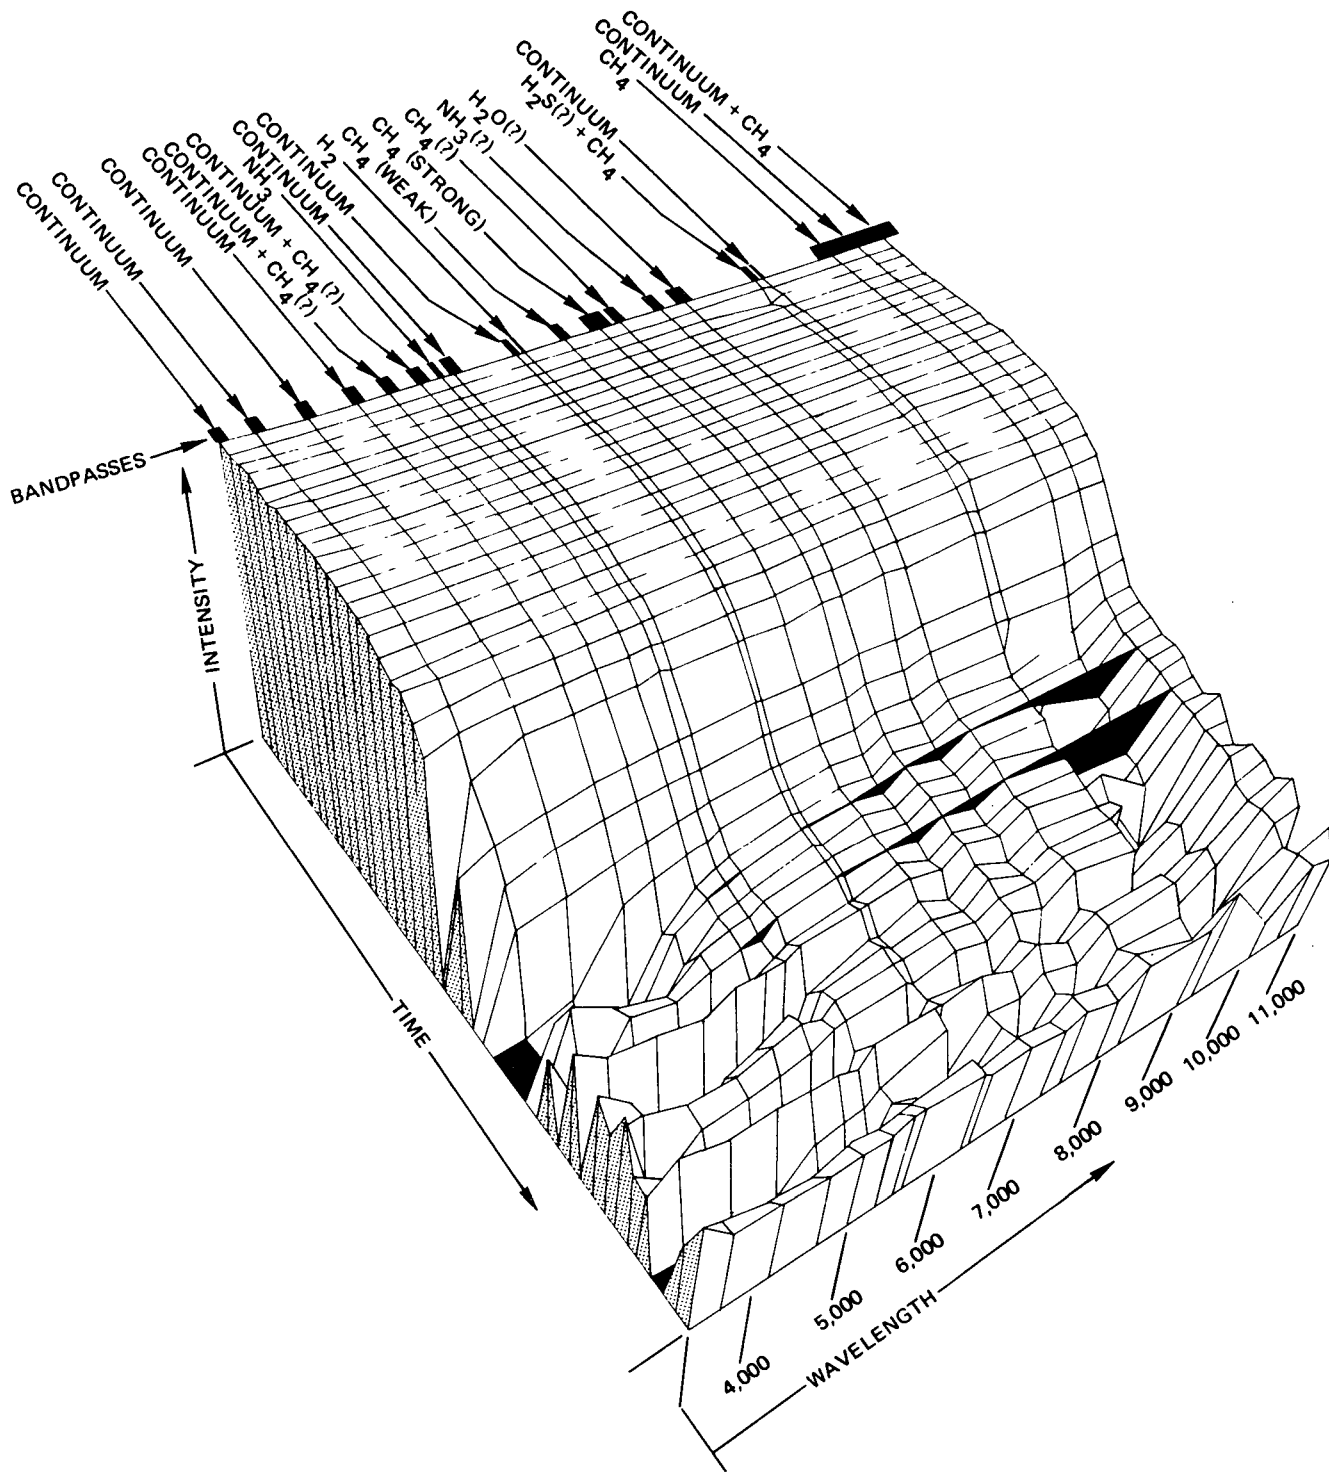 CONTINUUM
CONTINUUM
CONTINUUM
CONTINUUM
CONTINUUM + CH4(?)
CONTINUUM + CH4(?)
NH3
CONTINUUM
CONTINUUM
H2
CH4 (WEAK)
CH4 (STRONG)
CH4(?)
NH3(?)
H2O(?)
H2S(?) + CH4
CONTINUUM
CH4
CONTINUUM
CONTINUUM + CH4
BANDPASSES
INTENSITY
TIME
4,000
5,000
6,000
7,000
8,000
9,000
10,000
11,000
WAVELENGTH